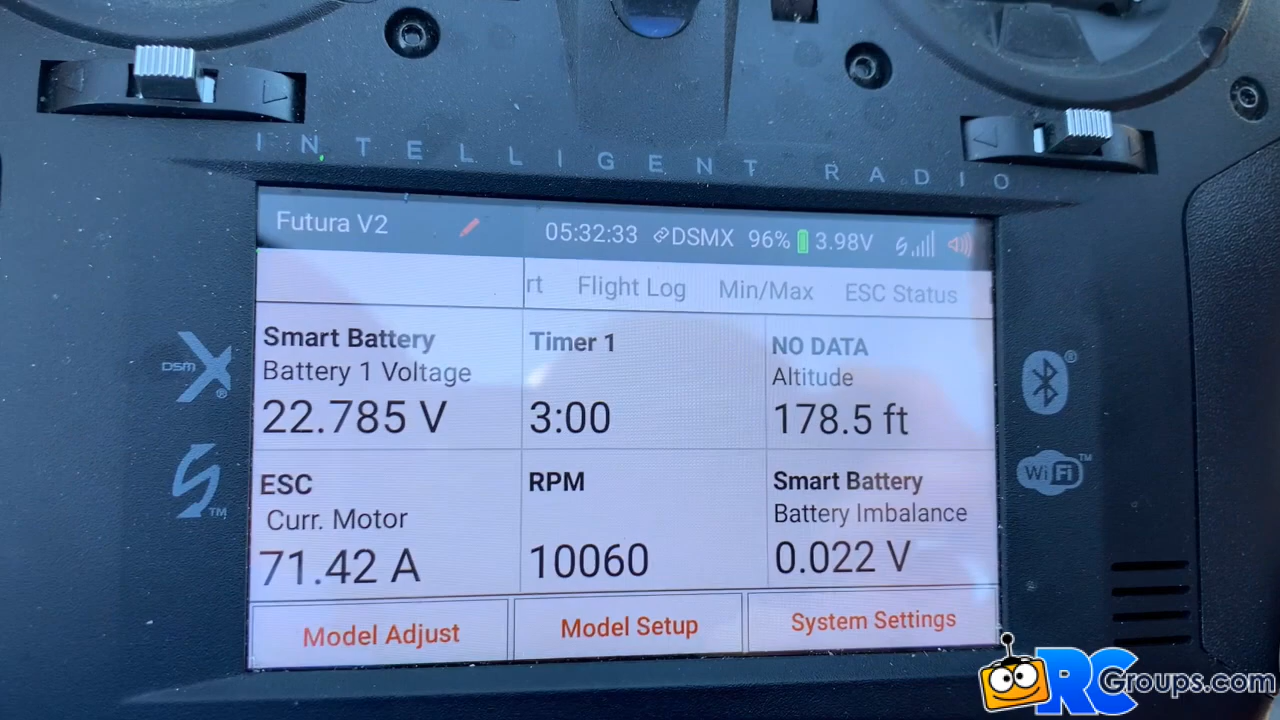 INTELLIGENT RADIO
Futura V2 05:32:33 DSMX 96% 3.98V
rt Flight Log Min/Max ESC Status
Smart Battery
Battery 1 Voltage
22.785 V
Timer 1
3:00
NO DATA
Altitude
178.5 ft
ESC
Curr. Motor
71.42 A
RPM
10060
Smart Battery
Battery Imbalance
0.022 V
Model Adjust Model Setup System Settings
DSM X ®
S ™
®
WiFi ™
RCGroups.com